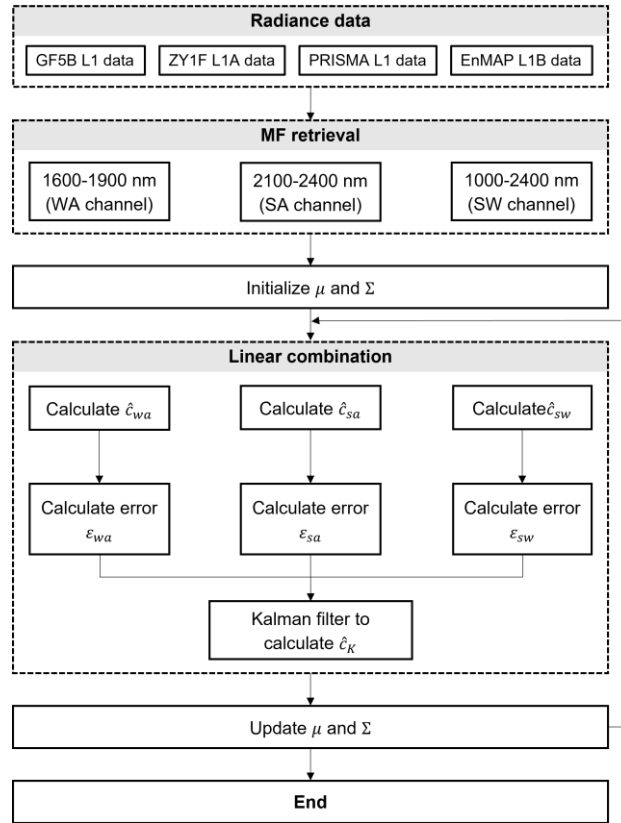 Radiance data
GF5B L1 data
ZY1F L1A data
PRISMA L1 data
EnMAP L1B data
MF retrieval
1600-1900 nm
(WA channel)
2100-2400 nm
(SA channel)
1000-2400 nm
(SW channel)
Initialize μ and Σ
Linear combination
Calculate ĉ_wa
Calculate ĉ_sa
Calculateĉ_sw
Calculate error
ε_wa
Calculate error
ε_sa
Calculate error
ε_sw
Kalman filter to
calculate ĉ_K
Update μ and Σ
End